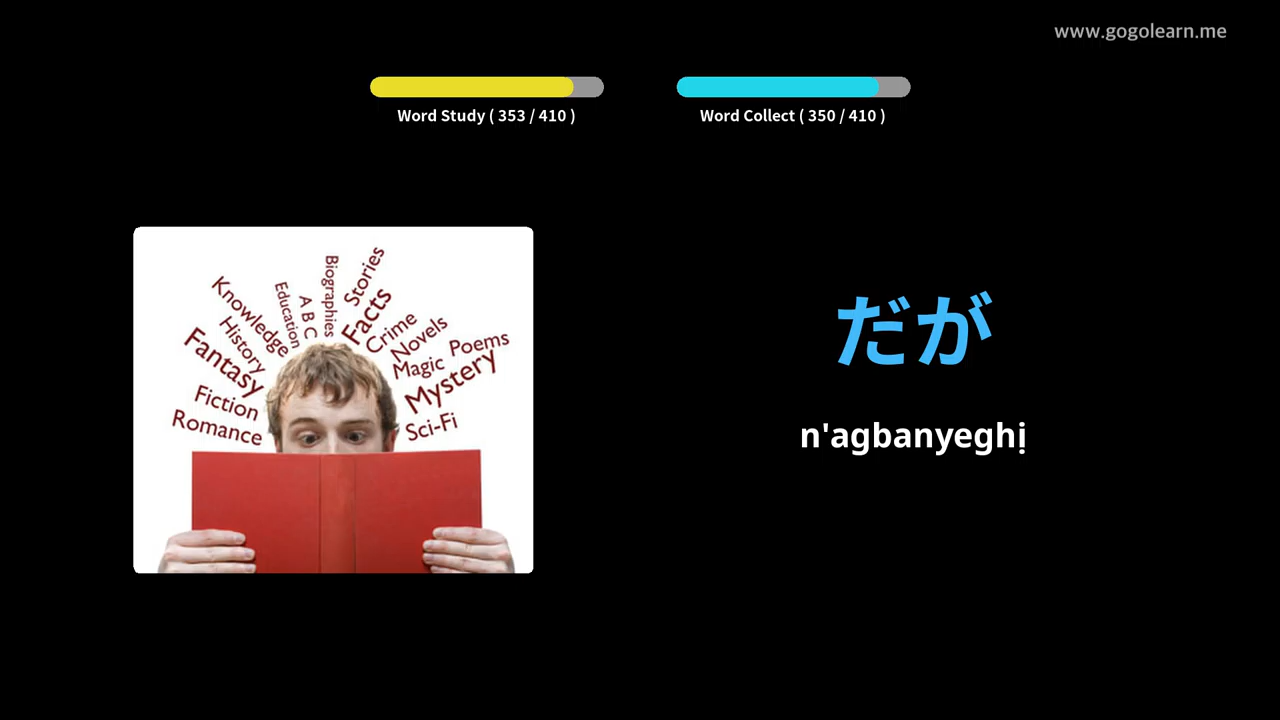 www.gogolearn.me
Word Study ( 353 / 410 )
Word Collect ( 350 / 410 )
Biographies
Stories
Education
A B C
Facts
Knowledge
Crime
History
Novels
Fantasy
Magic
Poems
Mystery
Fiction
Romance
Sci-Fi
だが
n'agbanyeghị